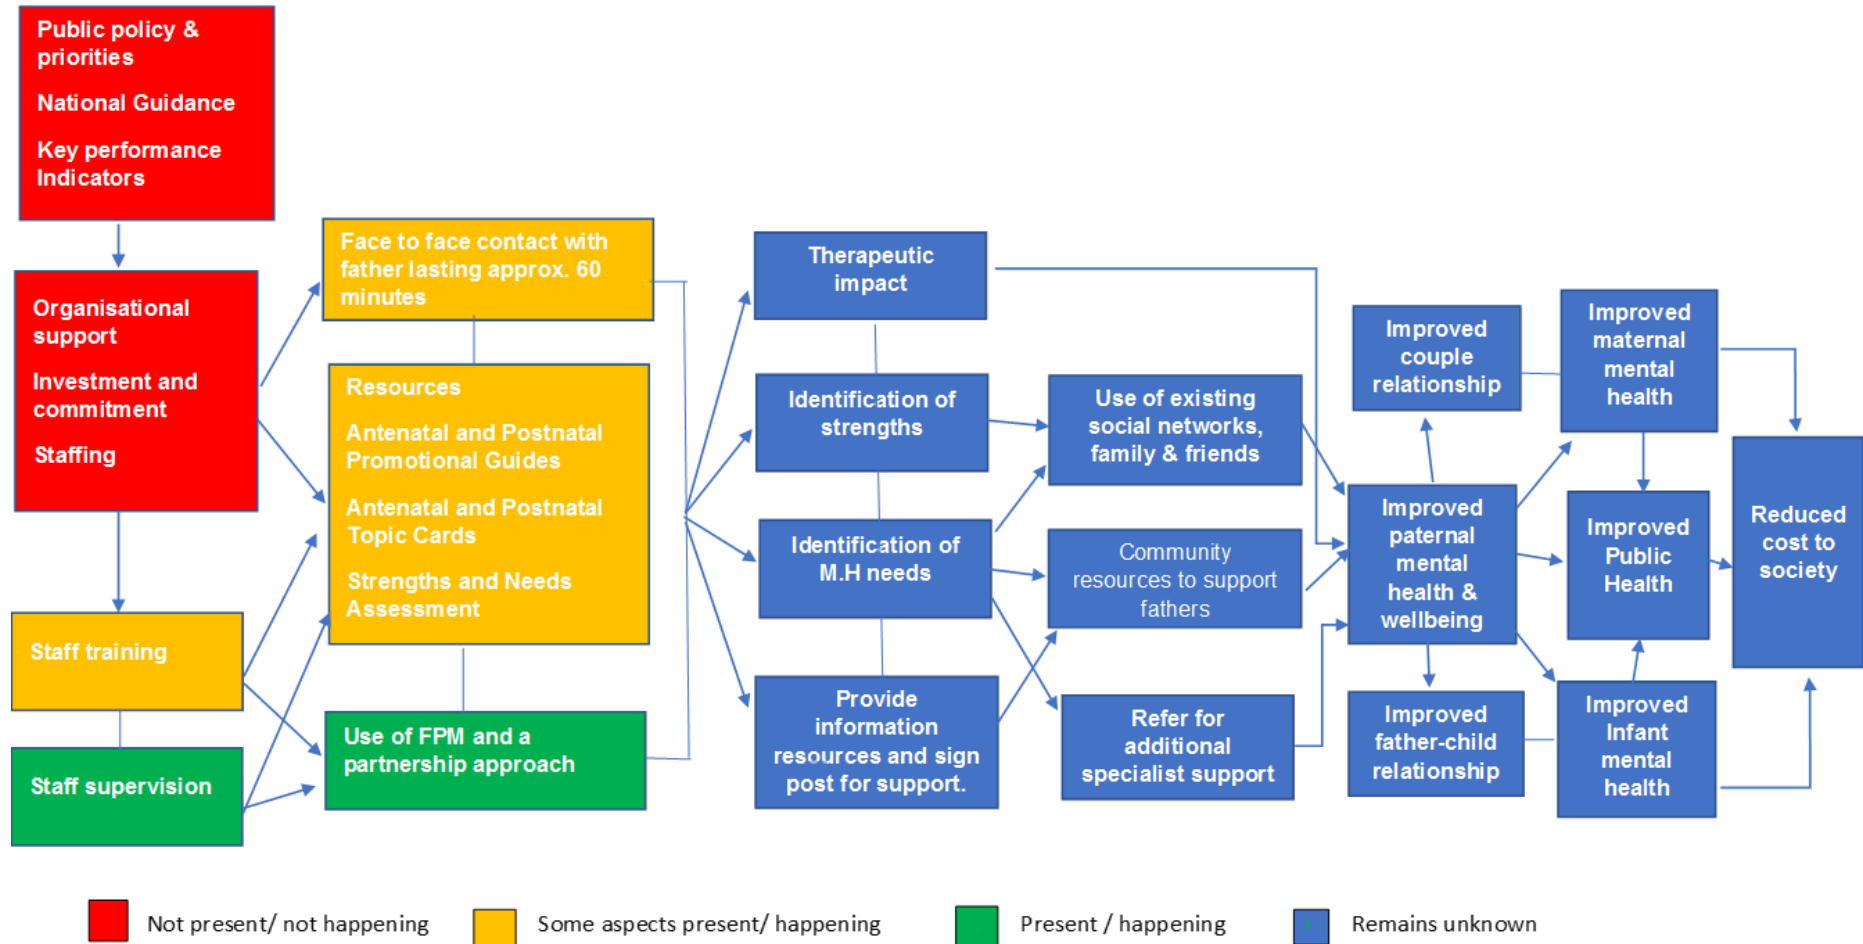 Public policy &
priorities
National Guidance
Key performance
Indicators
Organisational
support
Investment and
commitment
Staffing
Staff training
Staff supervision
Face to face contact with
father lasting approx. 60
minutes
Resources
Antenatal and Postnatal
Promotional Guides
Antenatal and Postnatal
Topic Cards
Strengths and Needs
Assessment
Use of FPM and a
partnership approach
Therapeutic
impact
Identification of
strengths
Identification of
M.H needs
Provide
information
resources and sign
post for support.
Use of existing
social networks,
family & friends
Community
resources to support
fathers
Refer for
additional
specialist support
Improved
couple
relationship
Improved
paternal
mental
health &
wellbeing
Improved
father-child
relationship
Improved
maternal
mental
health
Improved
Public
Health
Improved
Infant
mental
health
Reduced
cost to
society
Not present/ not happening
Some aspects present/ happening
Present / happening
Remains unknown